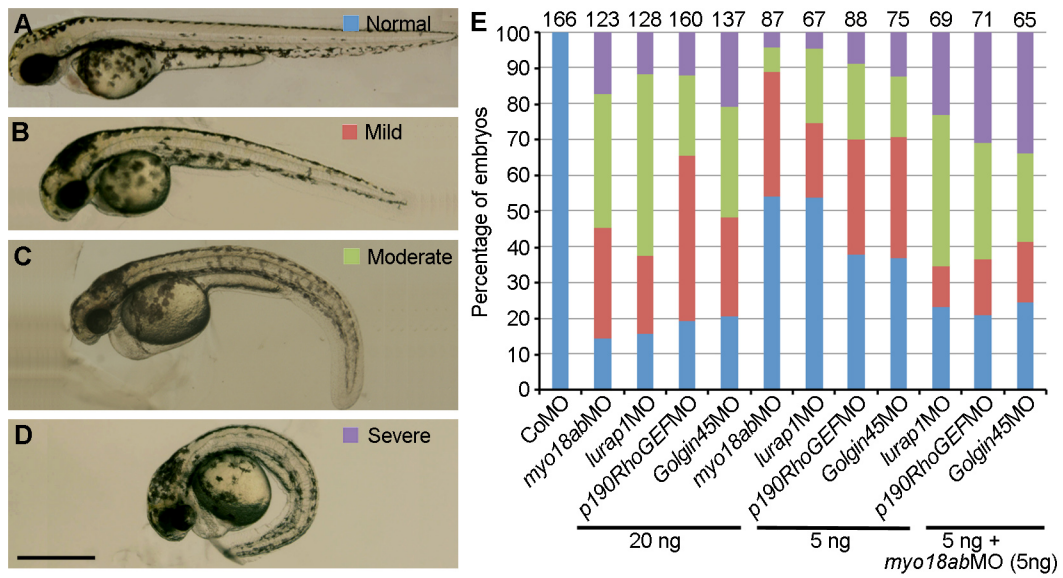 A
Normal
B
Mild
C
Moderate
D
Severe
E
166 123 128 160 137 87 67 88 75 69 71 65
Percentage of embryos
100
90
80
70
60
50
40
30
20
10
0
CoMO
myo18abMO
lurap1MO
p190RhoGEFMO
Golgin45MO
myo18abMO
lurap1MO
p190RhoGEFMO
Golgin45MO
lurap1MO
p190RhoGEFMO
Golgin45MO
20 ng
5 ng
5 ng +
myo18abMO (5ng)